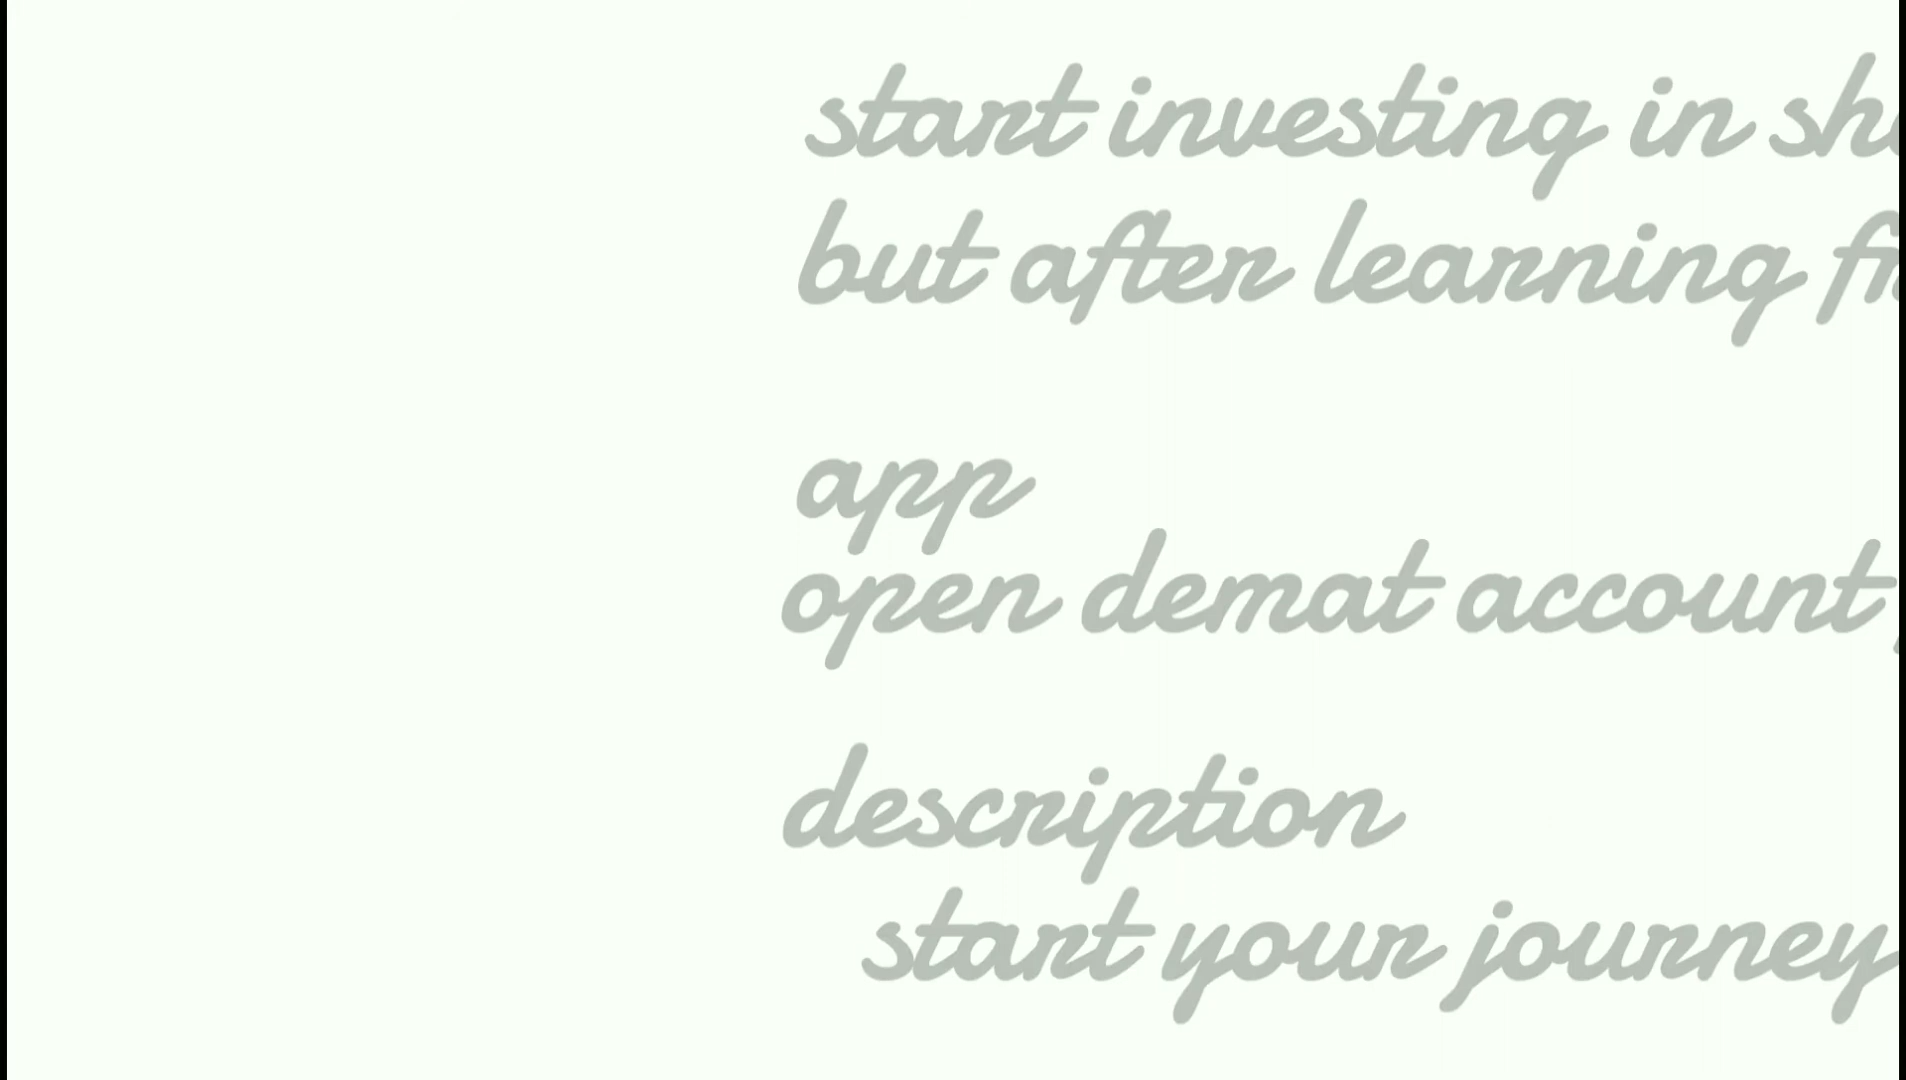 start investing in
but after learning
app
open demat account
description
start your journey